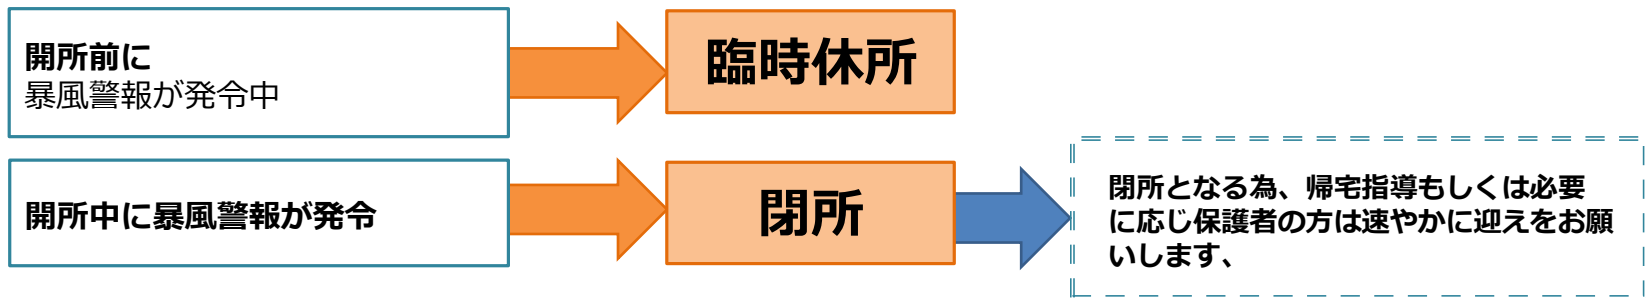 開所前に
暴風警報が発令中
臨時休所
開所中に暴風警報が発令
閉所
閉所となる為、帰宅指導もしくは必要
に応じ保護者の方は速やかに迎えをお願
いします、